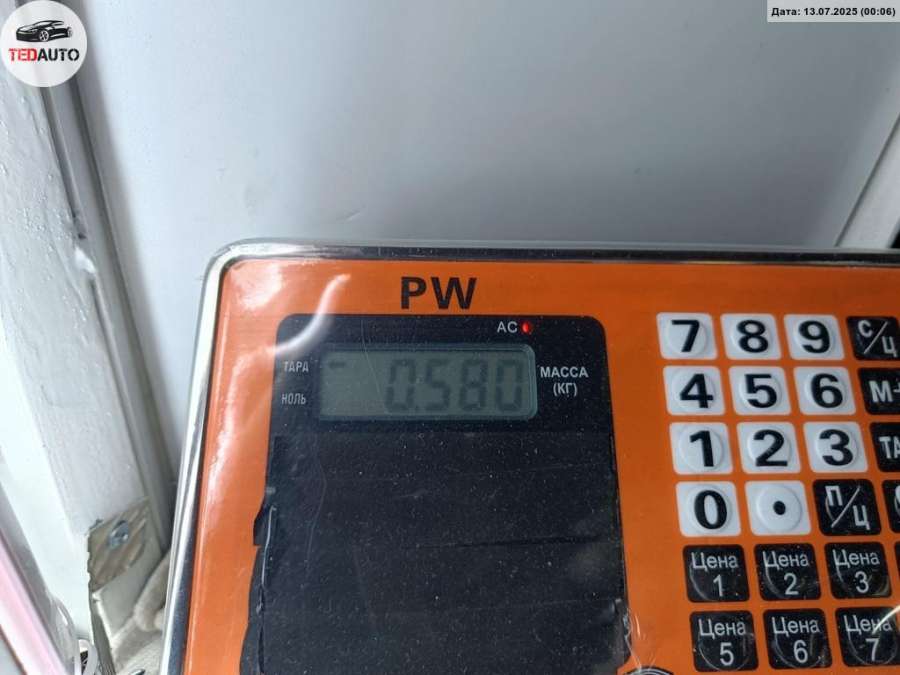 TEDAUTO
Дата: 13.07.2025 (00:06)
PW
AC
ТАРА
НОЛЬ
0.580
МАССА
(КГ)
7 8 9 С/Ц
4 5 6
1 2 3
0 . П/Ц
Цена 1 Цена 2 Цена 3
Цена 5 Цена 6 Цена 7